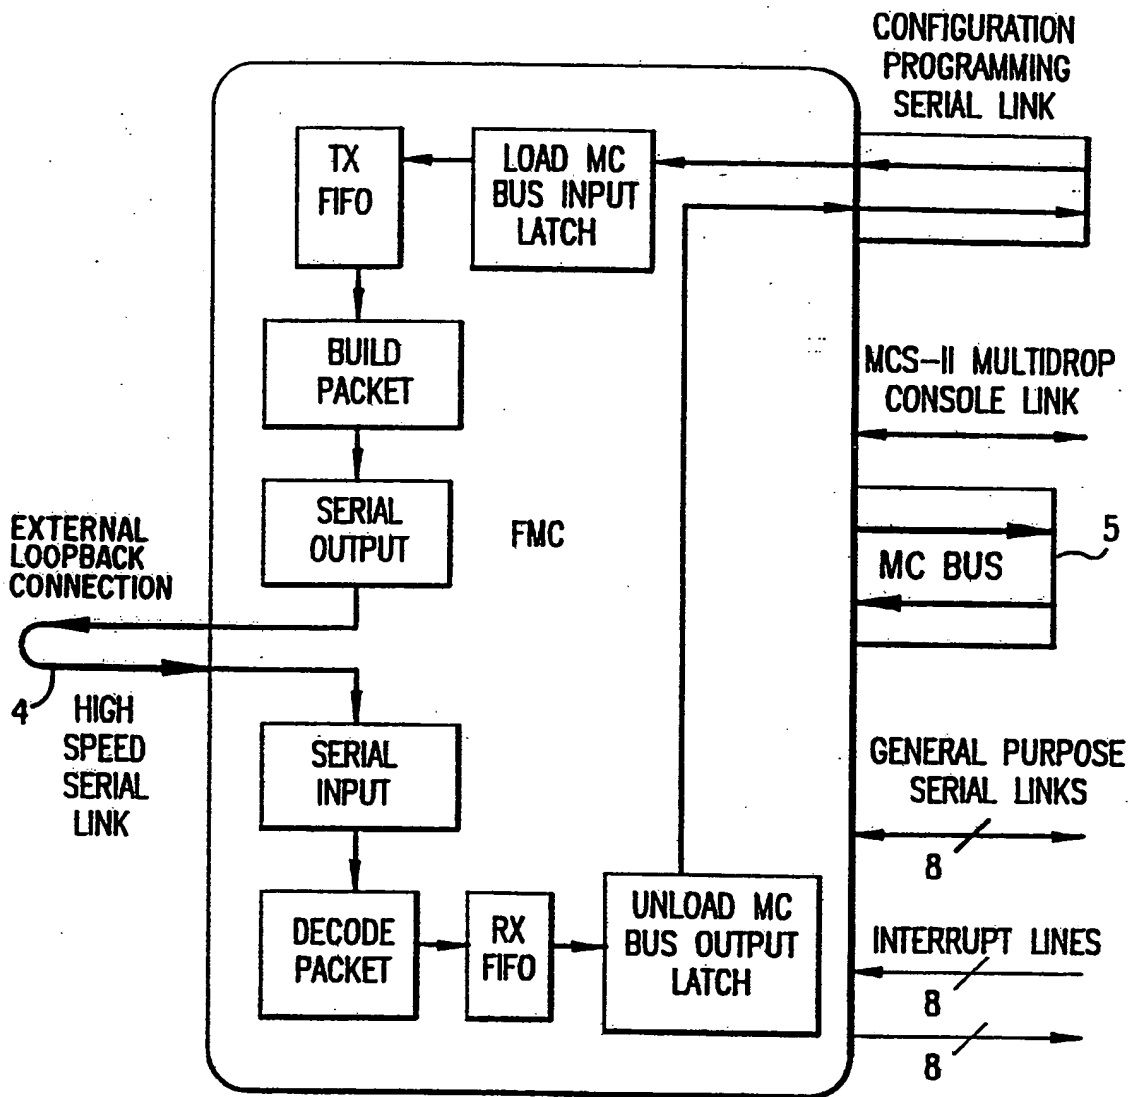 CONFIGURATION
PROGRAMMING
SERIAL LINK
TX
FIFO
LOAD MC
BUS INPUT
LATCH
BUILD
PACKET
MCS-II MULTIDROP
CONSOLE LINK
SERIAL
OUTPUT
FMC
EXTERNAL
LOOPBACK
CONNECTION
MC BUS
5
4
HIGH
SPEED
SERIAL
LINK
SERIAL
INPUT
GENERAL PURPOSE
SERIAL LINKS
8
DECODE
PACKET
RX
FIFO
UNLOAD MC
BUS OUTPUT
LATCH
INTERRUPT LINES
8
8